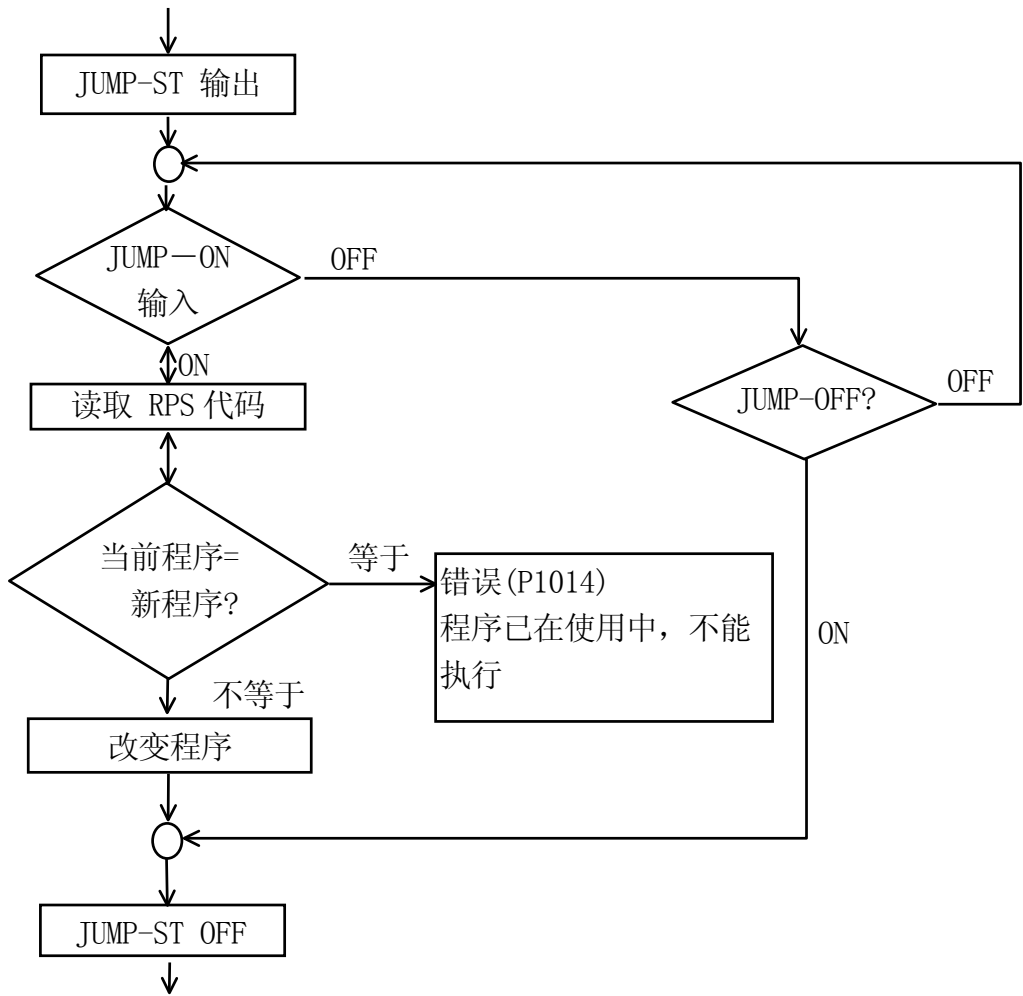 JUMP-ST 输出
JUMP－ON
输入
OFF
ON
读取 RPS 代码
JUMP-OFF?
OFF
当前程序=
新程序?
等于
错误(P1014)
程序已在使用中，不能
执行
ON
不等于
改变程序
JUMP-ST OFF